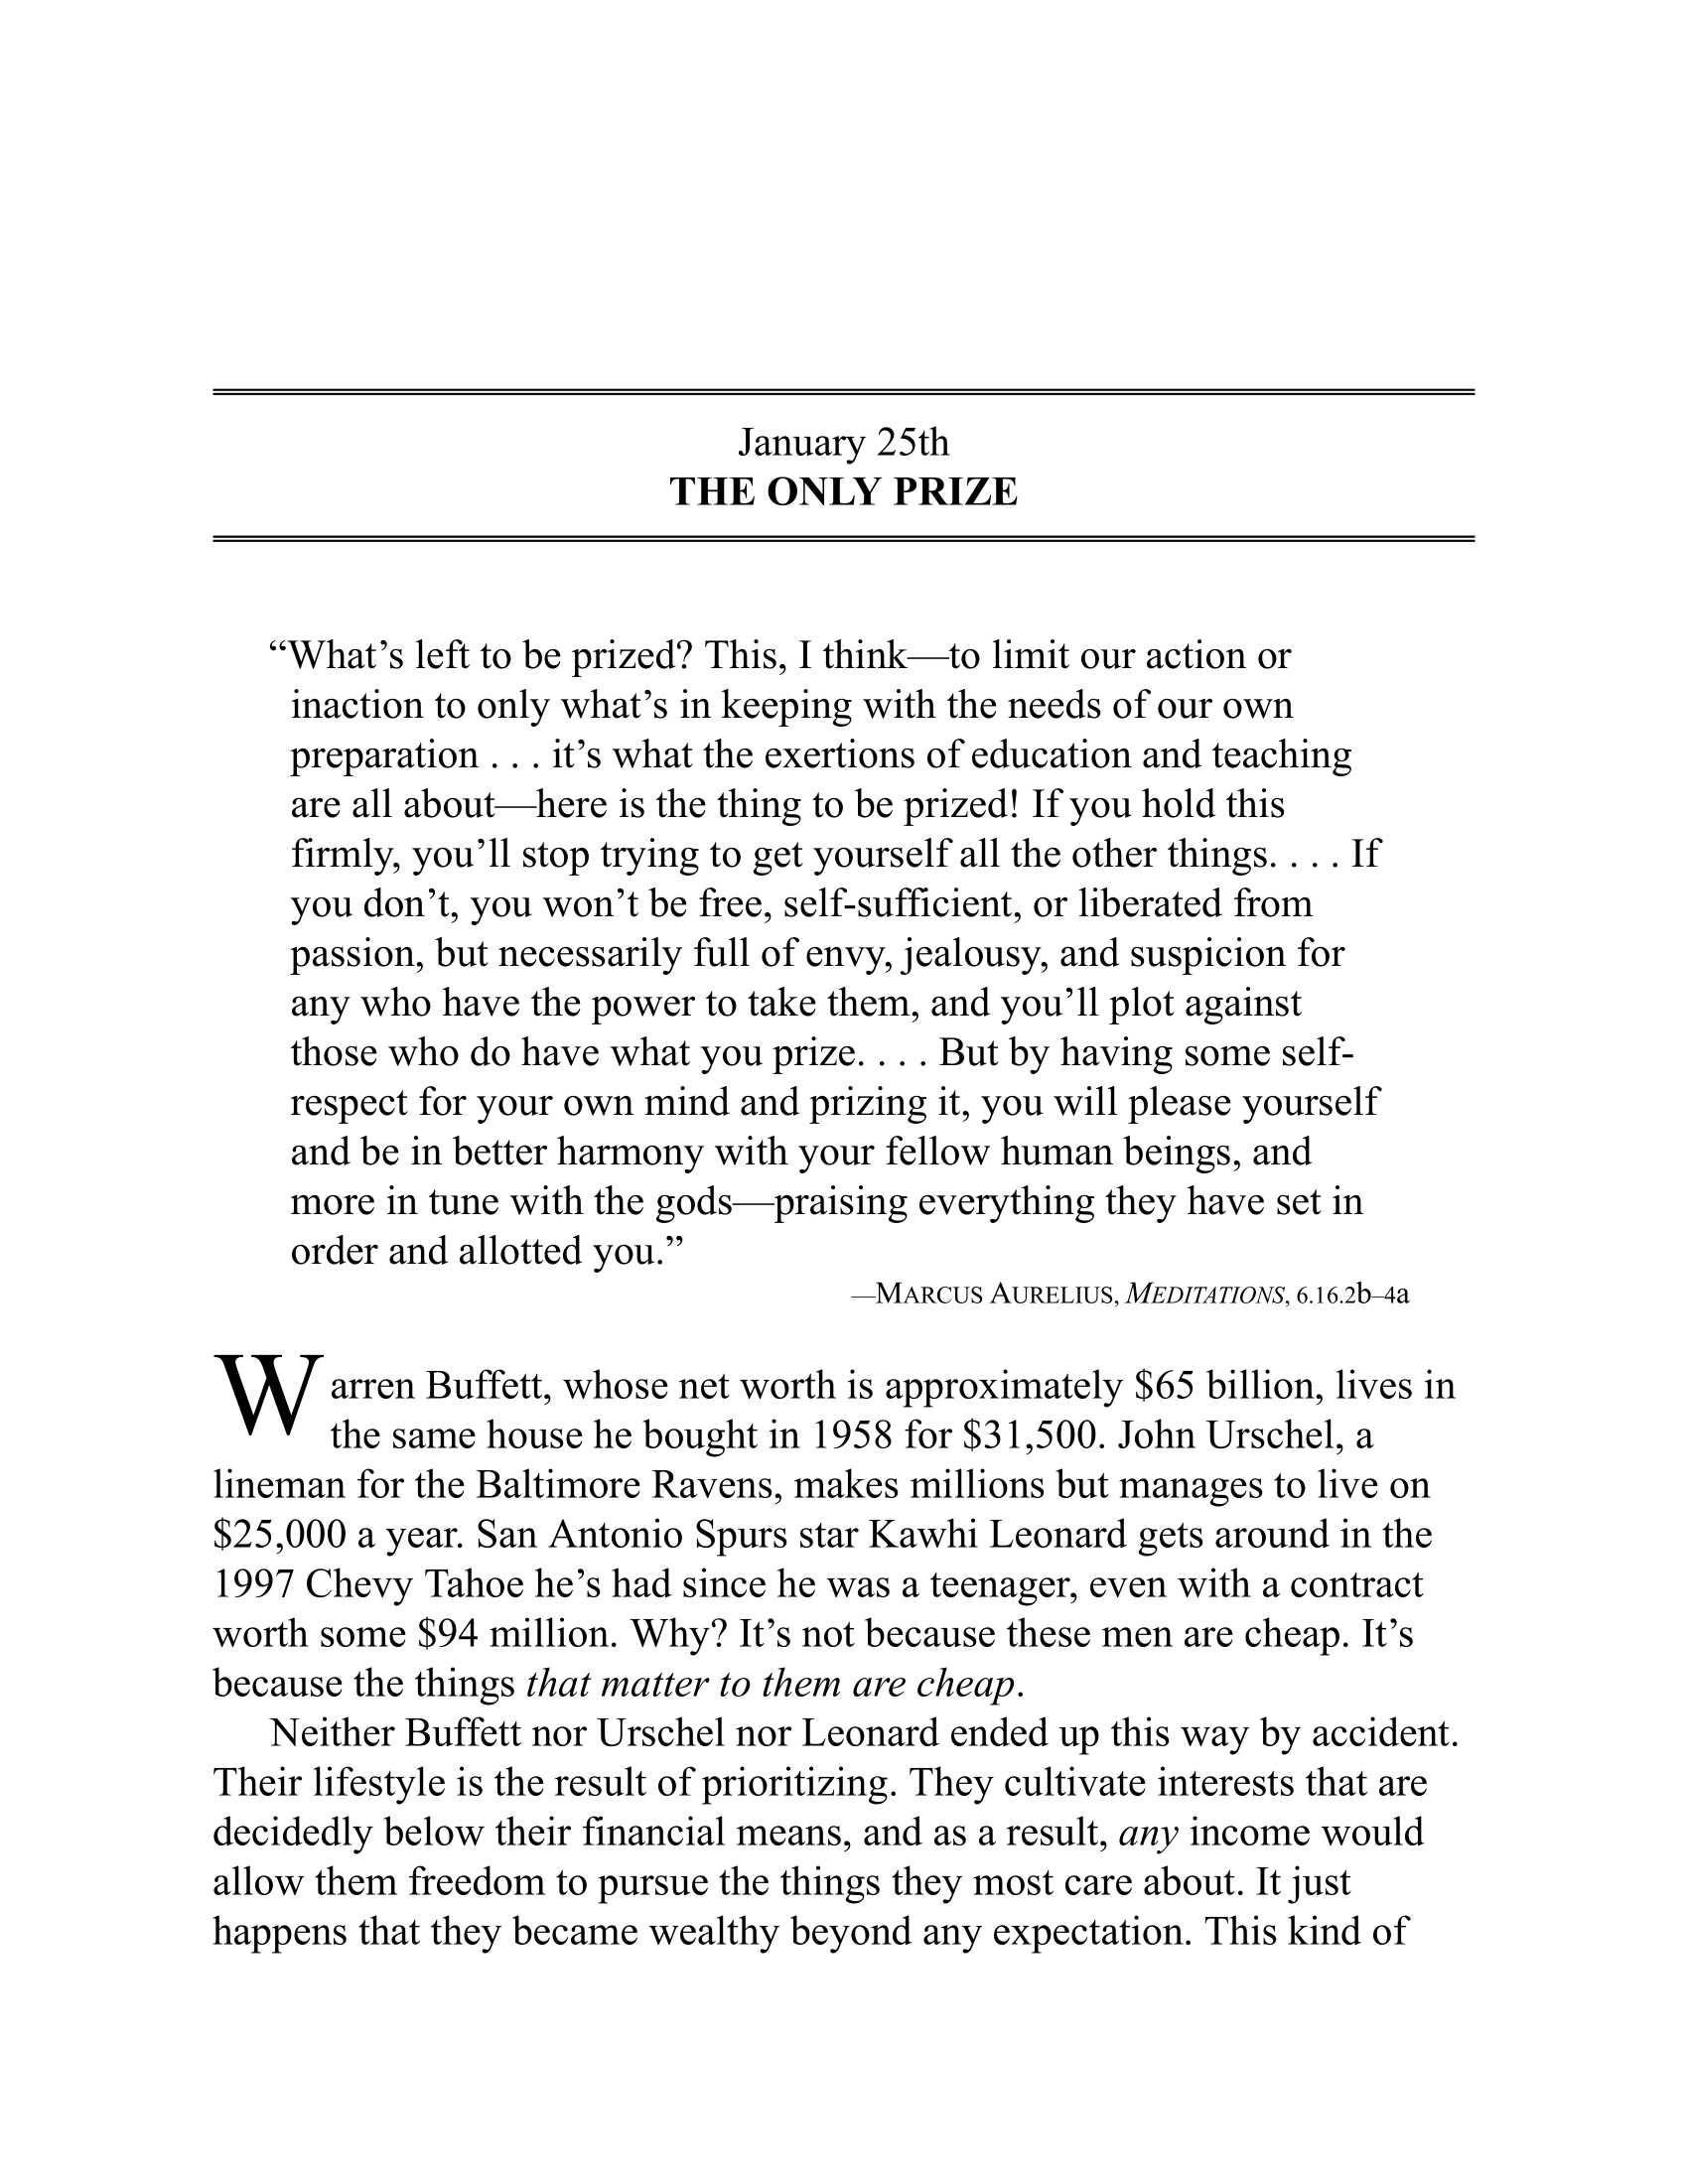 January 25th
THE ONLY PRIZE
“What’s left to be prized? This, I think—to limit our action or
inaction to only what’s in keeping with the needs of our own
preparation . . . it’s what the exertions of education and teaching
are all about—here is the thing to be prized! If you hold this
firmly, you’ll stop trying to get yourself all the other things. . . . If
you don’t, you won’t be free, self-sufficient, or liberated from
passion, but necessarily full of envy, jealousy, and suspicion for
any who have the power to take them, and you’ll plot against
those who do have what you prize. . . . But by having some self-
respect for your own mind and prizing it, you will please yourself
and be in better harmony with your fellow human beings, and
more in tune with the gods—praising everything they have set in
order and allotted you.”
—MARCUS AURELIUS, MEDITATIONS, 6.16.2b–4a
Warren Buffett, whose net worth is approximately $65 billion, lives in
the same house he bought in 1958 for $31,500. John Urschel, a
lineman for the Baltimore Ravens, makes millions but manages to live on
$25,000 a year. San Antonio Spurs star Kawhi Leonard gets around in the
1997 Chevy Tahoe he’s had since he was a teenager, even with a contract
worth some $94 million. Why? It’s not because these men are cheap. It’s
because the things that matter to them are cheap.
Neither Buffett nor Urschel nor Leonard ended up this way by accident.
Their lifestyle is the result of prioritizing. They cultivate interests that are
decidedly below their financial means, and as a result, any income would
allow them freedom to pursue the things they most care about. It just
happens that they became wealthy beyond any expectation. This kind of